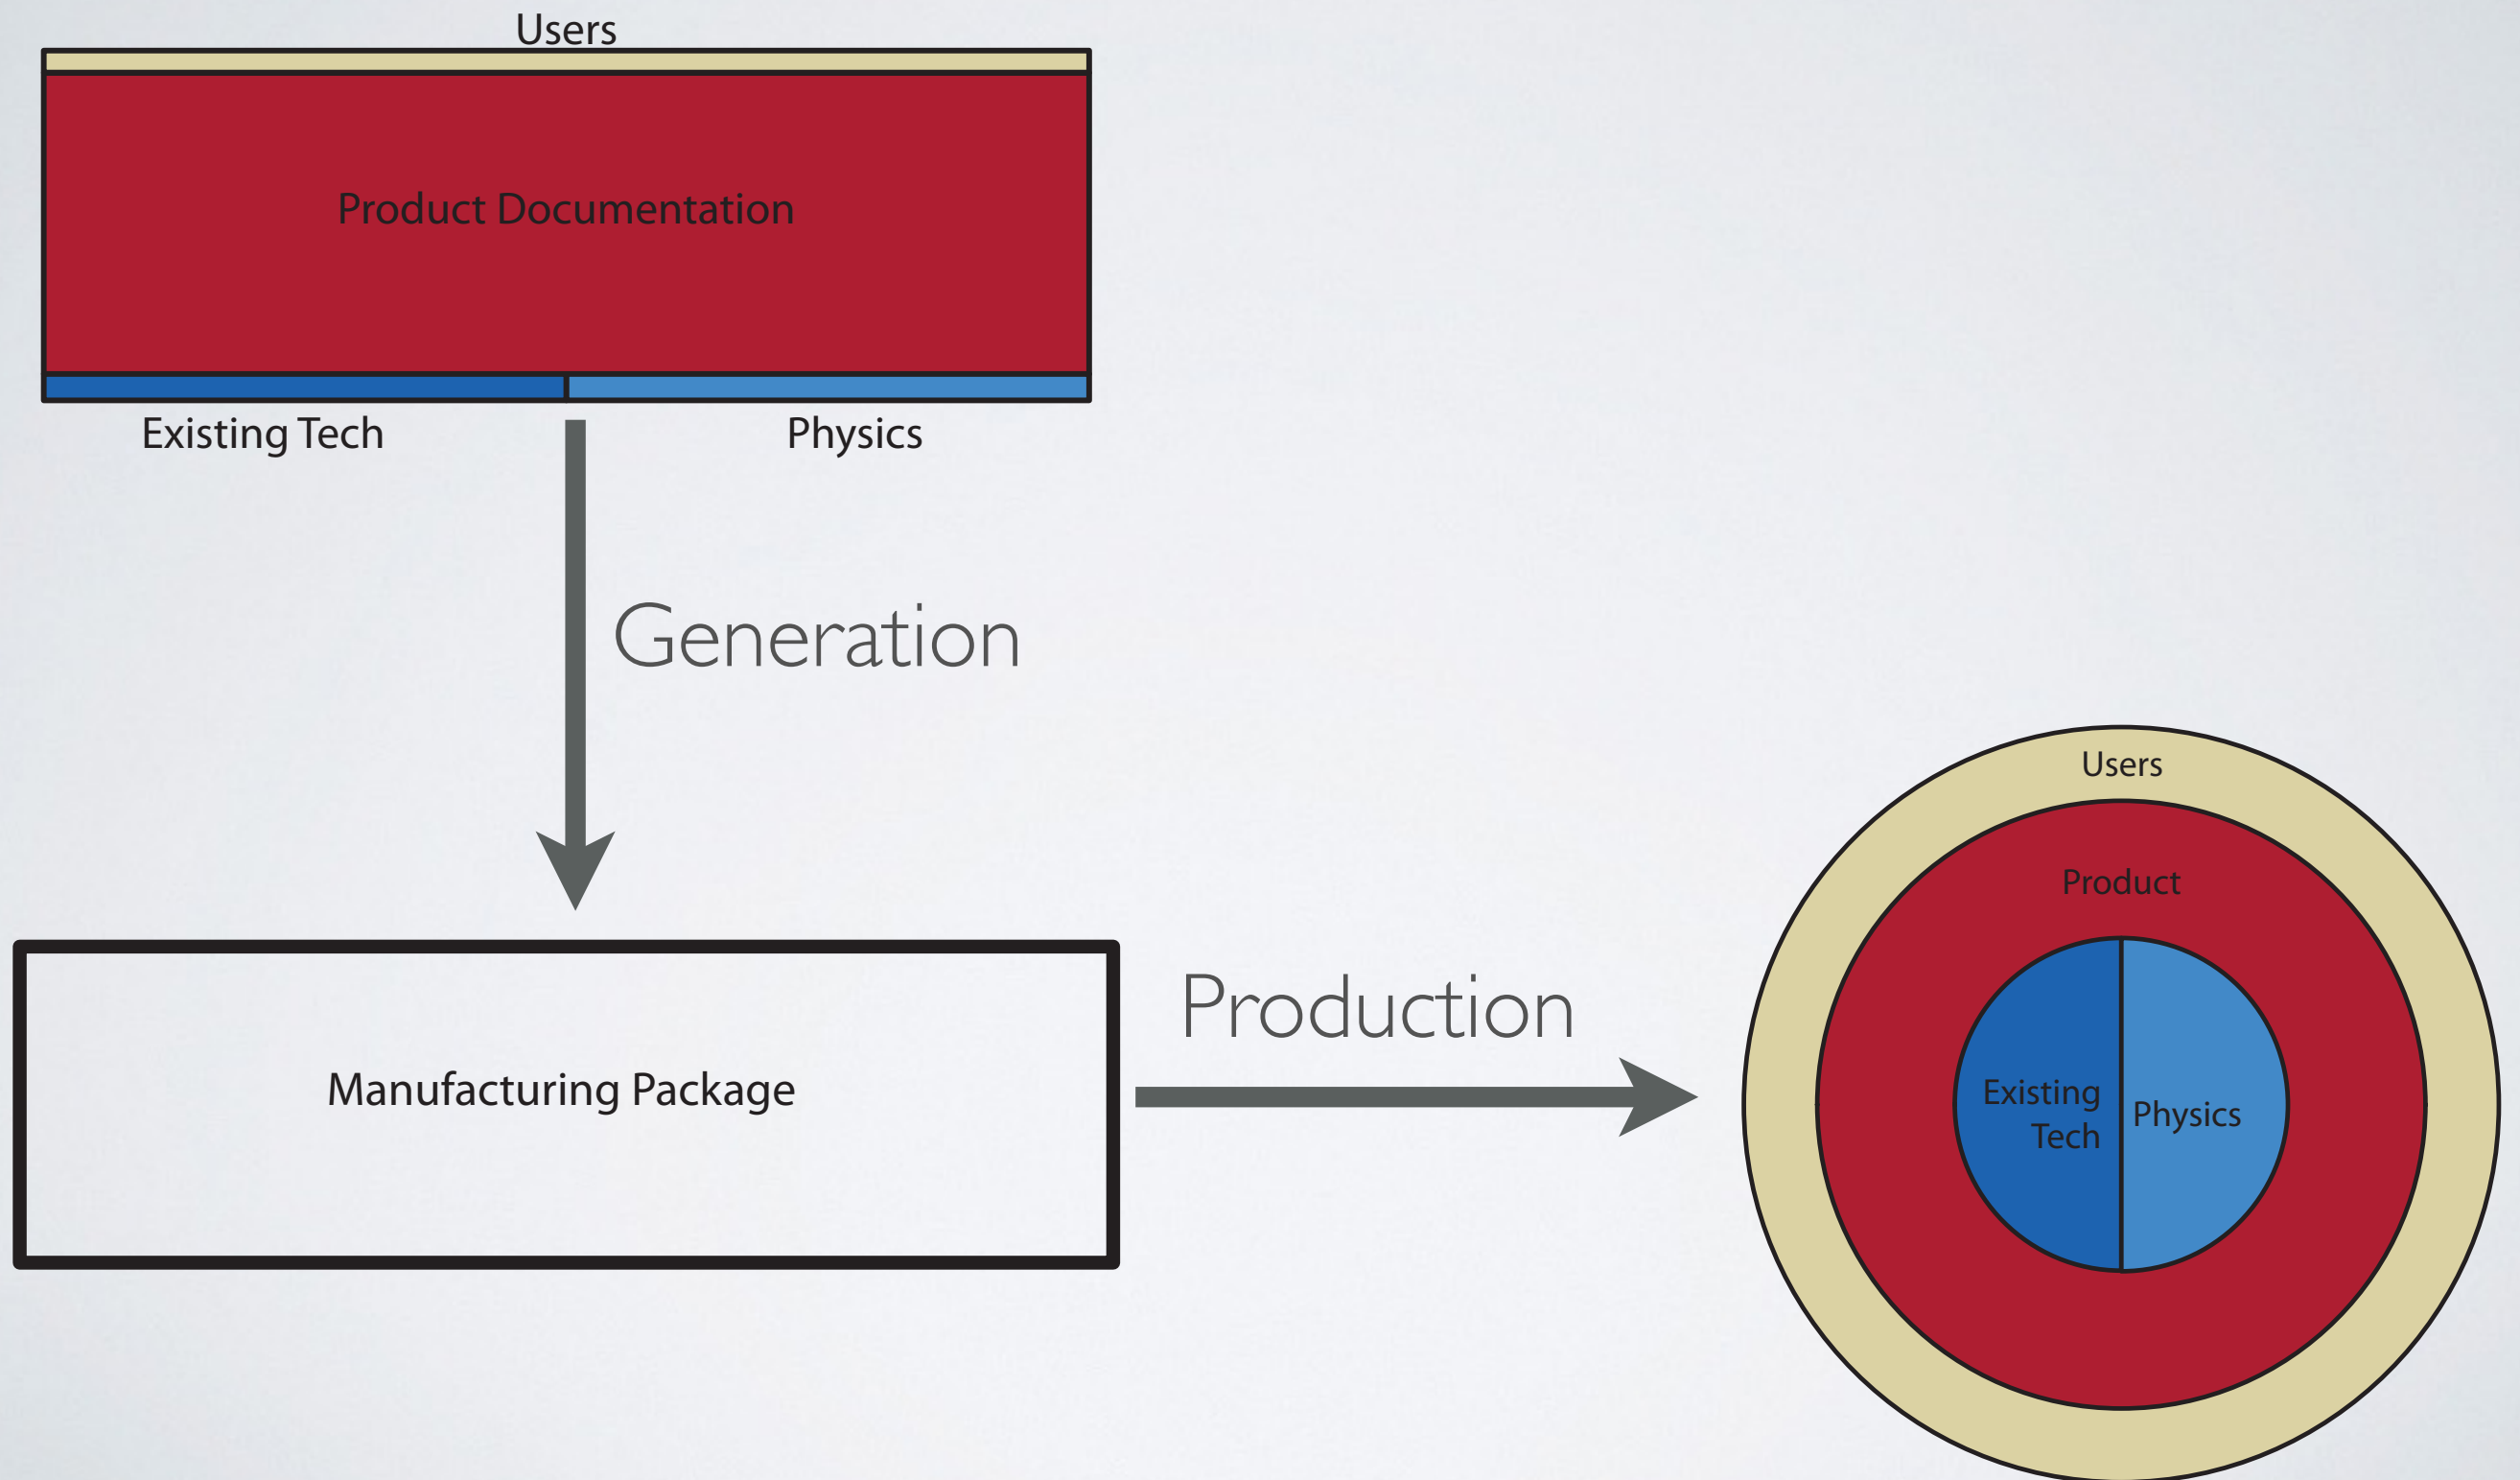 Users
Product Documentation
Existing Tech
Physics
Generation
Users
Product
Production
Manufacturing Package
Existing
Tech
Physics